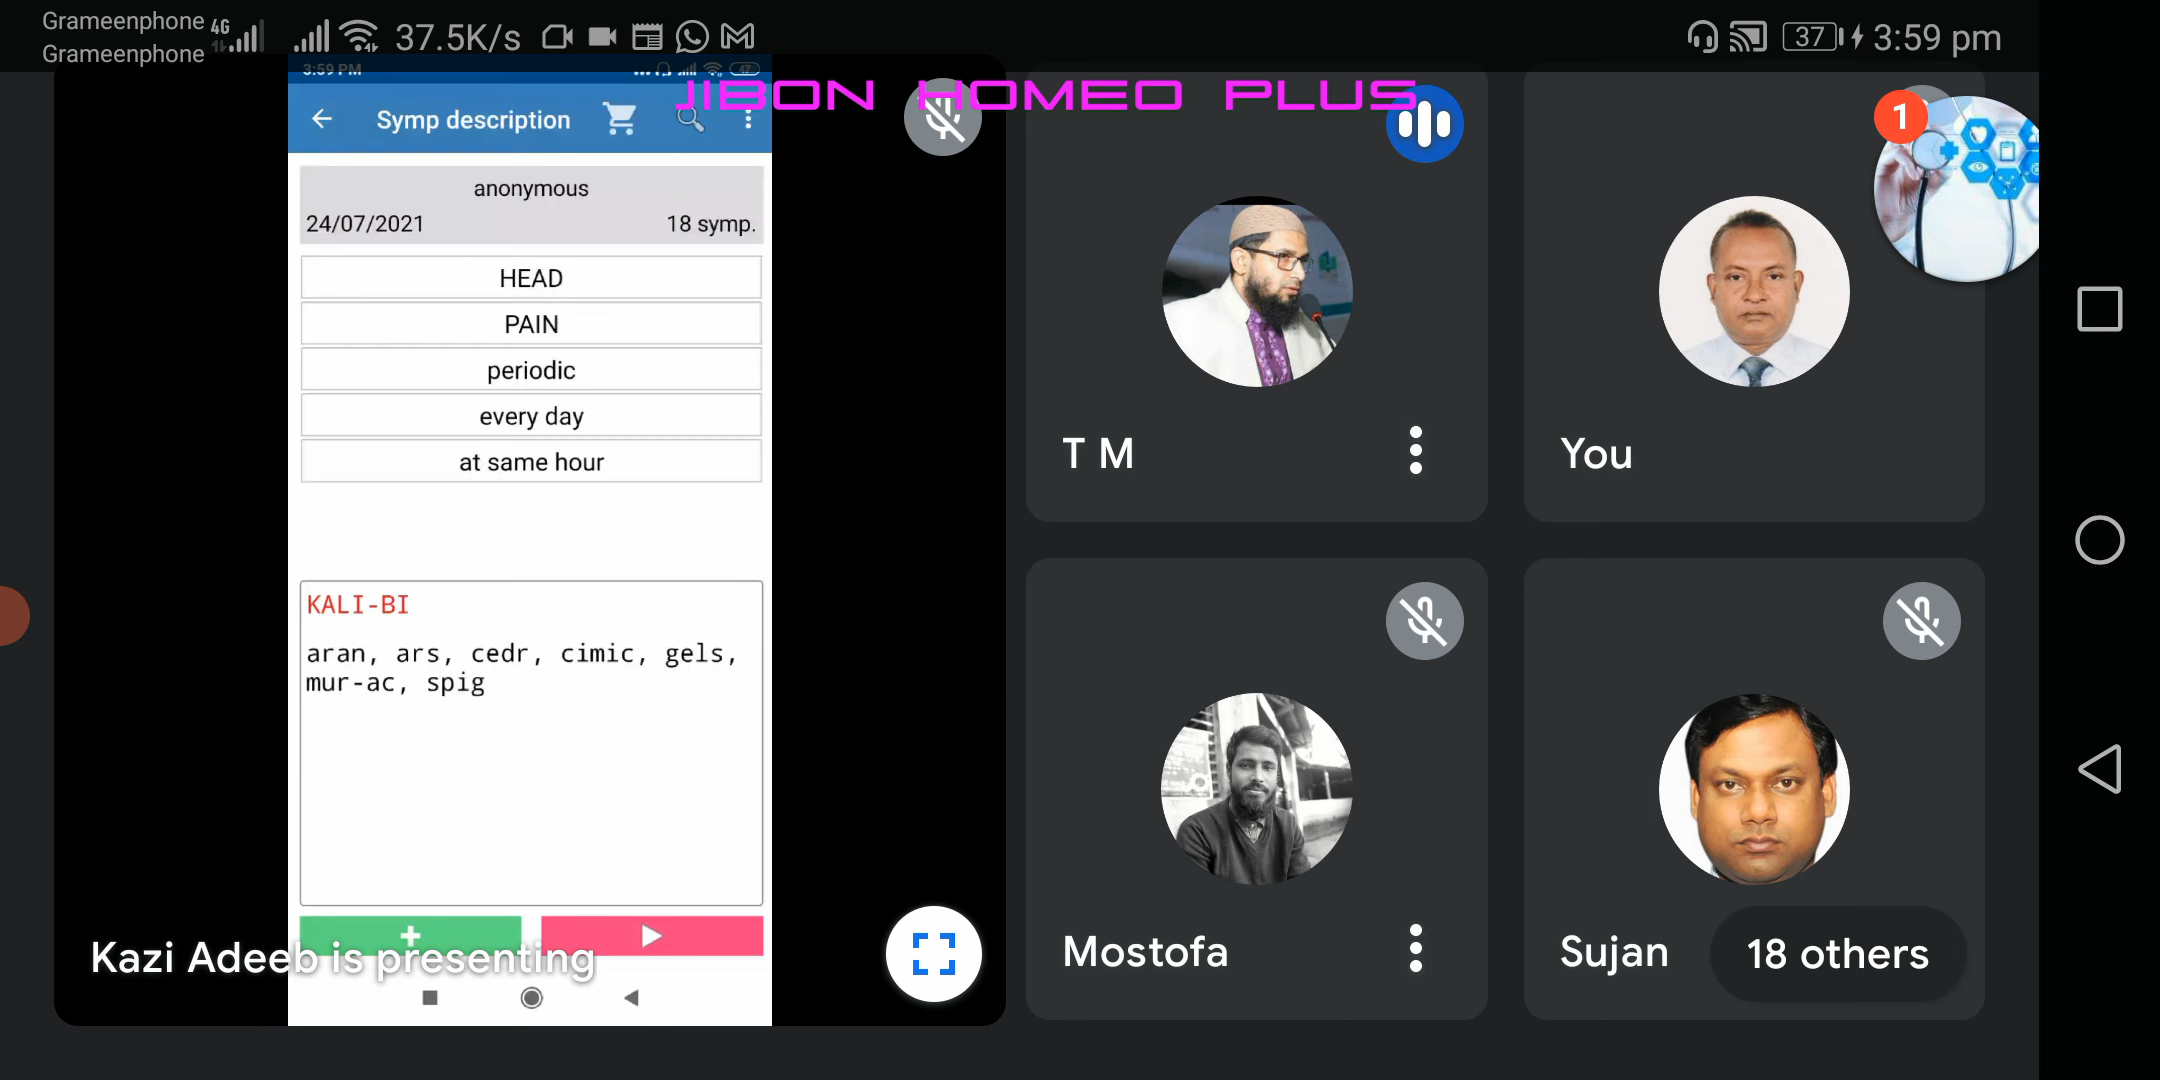 Grameenphone 4G
Grameenphone
37.5K/s
37
3:59 pm
JIBON HOMEO PLUS
3:59 PM
47
Symp description
1
anonymous
24/07/2021 18 symp.
HEAD
PAIN
periodic
every day
at same hour
KALI-BI
aran, ars, cedr, cimic, gels,
mur-ac, spig
+
Kazi Adeeb is presenting
T M
You
Mostofa
Sujan
18 others